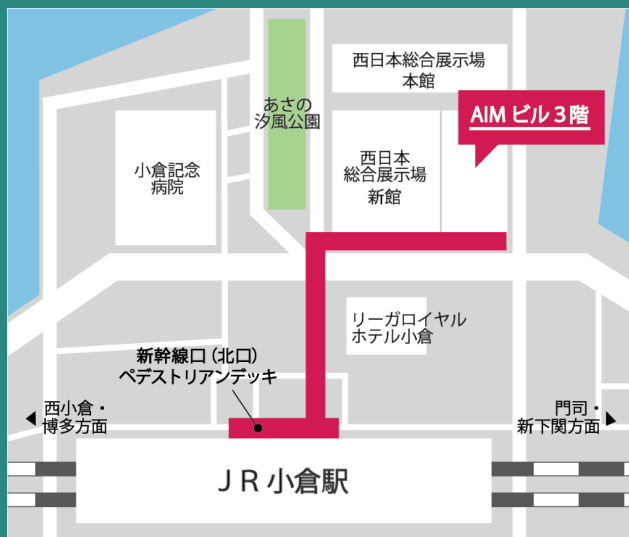 西日本総合展示場
本館
AIMビル3階
あさの
汐風公園
西日本
総合展示場
新館
小倉記念
病院
リーガロイヤル
ホテル小倉
新幹線口(北口)
ペデストリアンデッキ
西小倉・
博多方面
門司・
新下関方面
JR小倉駅